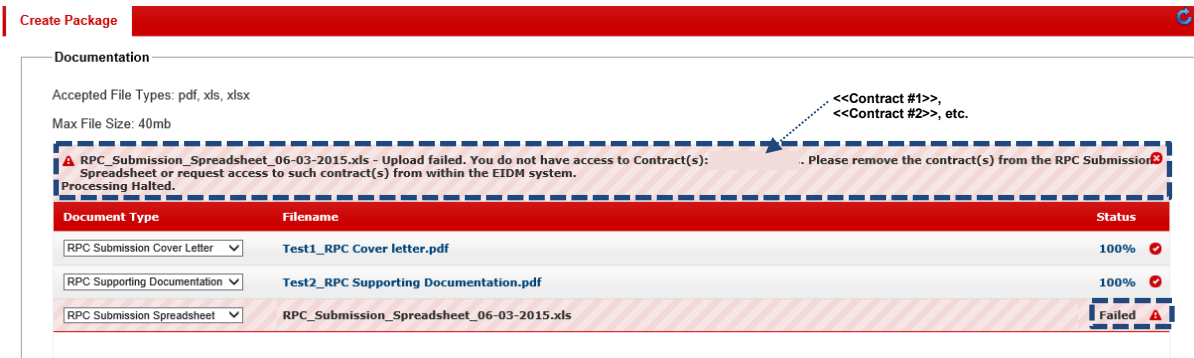 Create Package
Documentation
Accepted File Types: pdf, xls, xlsx
<<Contract #1>>,
<<Contract #2>>, etc.
Max File Size: 40mb
RPC_Submission_Spreadsheet_06-03-2015.xls - Upload failed. You do not have access to Contract(s): . Please remove the contract(s) from the RPC Submission
Spreadsheet or request access to such contract(s) from within the EIDM system.
Processing Halted.
Document Type Filename Status
RPC Submission Cover Letter Test1_RPC Cover letter.pdf 100%
RPC Supporting Documentation Test2_RPC Supporting Documentation.pdf 100%
RPC Submission Spreadsheet RPC_Submission_Spreadsheet_06-03-2015.xls Failed